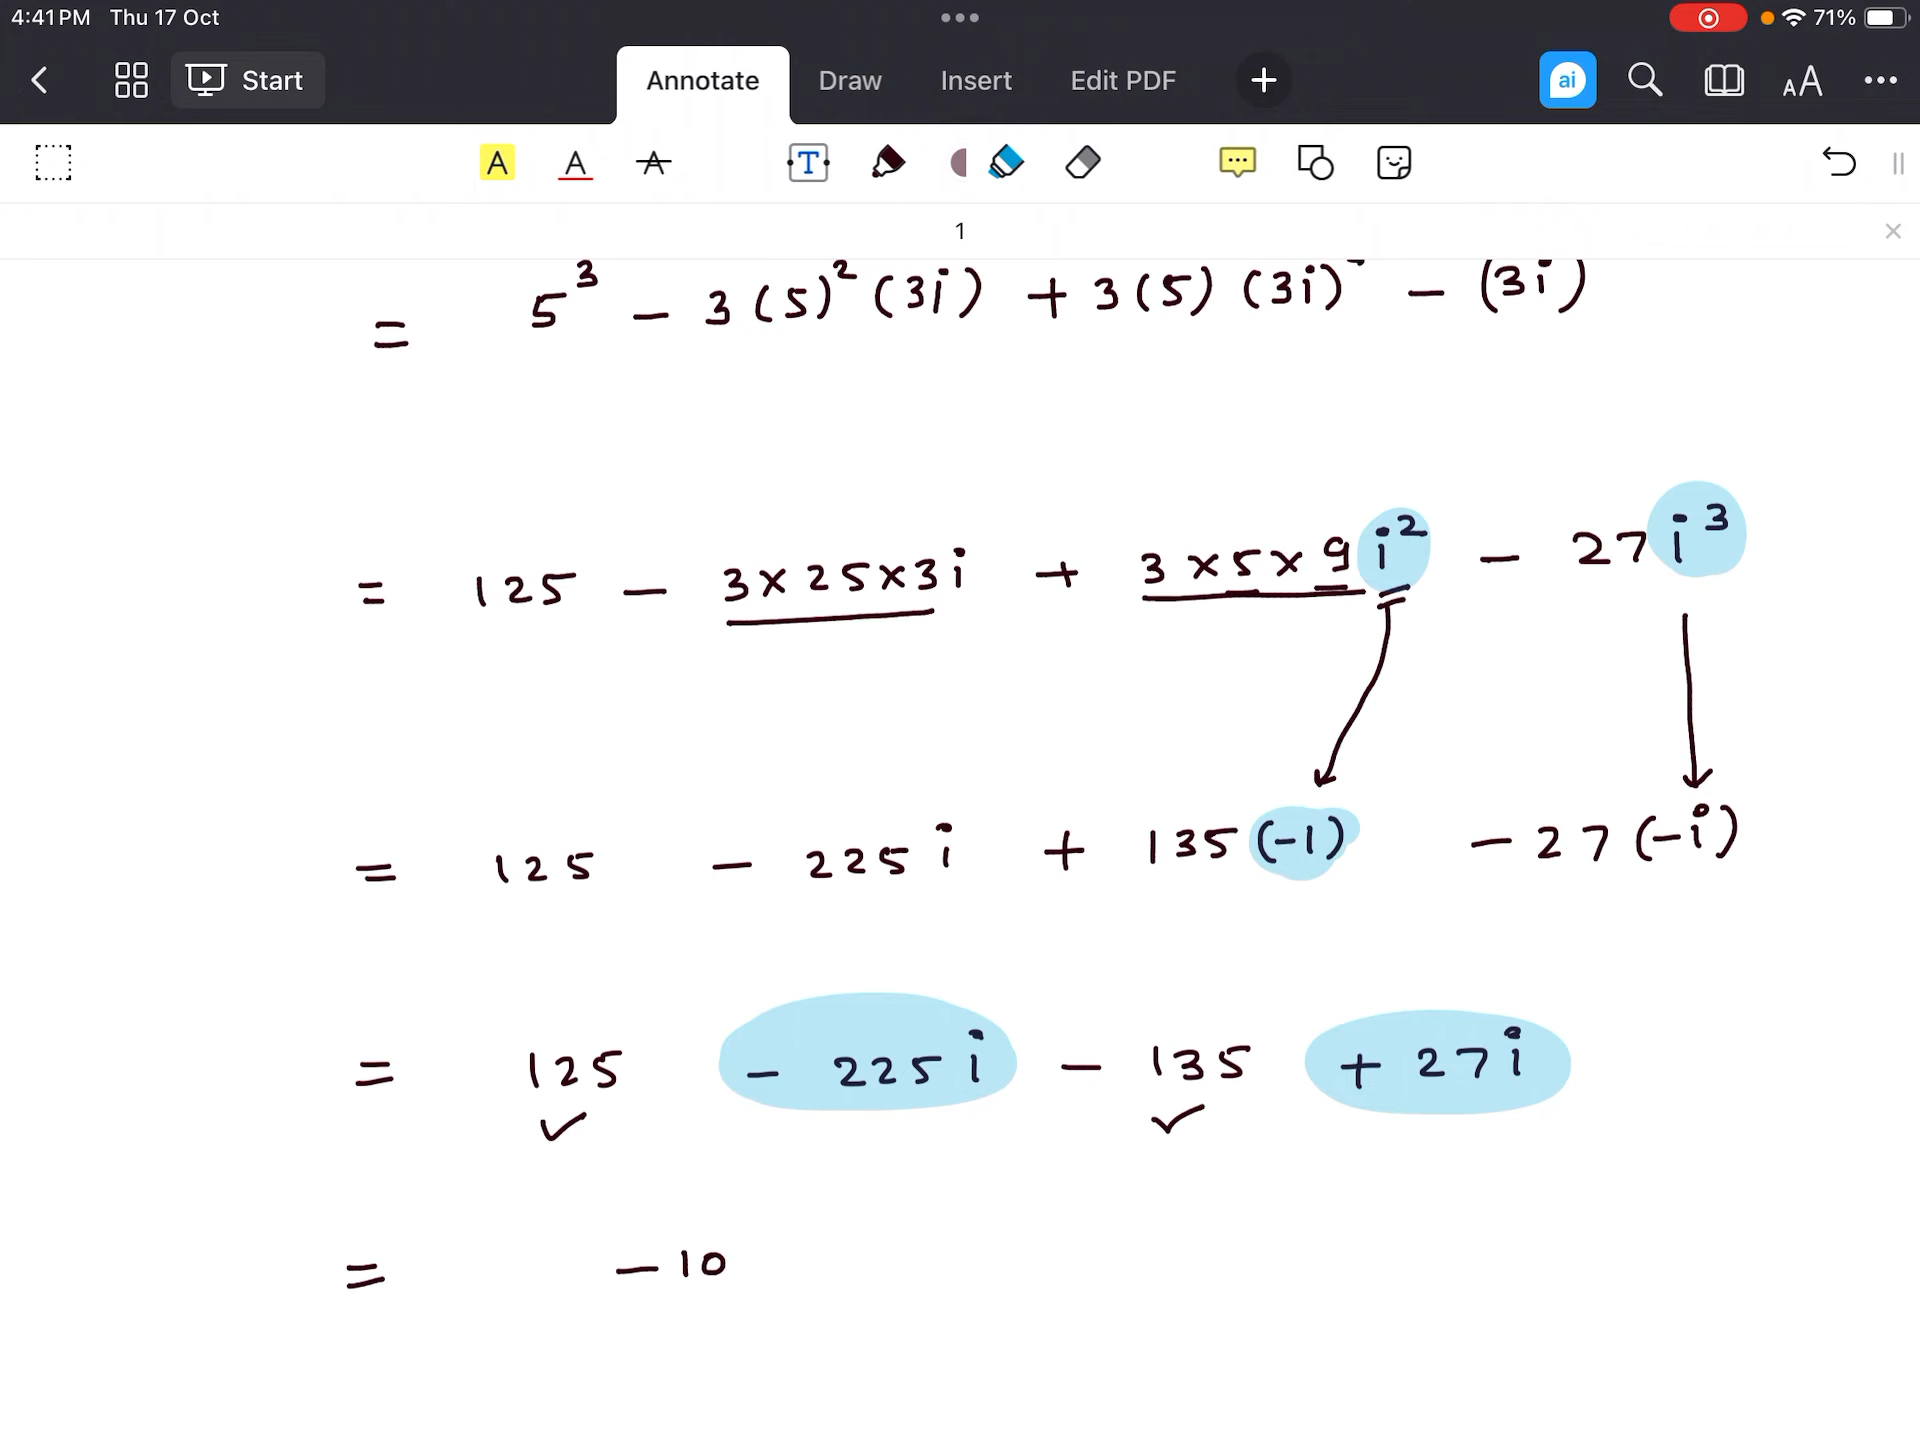 4:41 PM Thu 17 Oct 71%
Start Annotate Draw Insert Edit PDF ai AA
A A A T
1
= 5³ - 3(5)²(3i) + 3(5)(3i) - (3i)
= 125 - 3×25×3i + 3×5×9i² - 27i³
= 125 - 225i + 135(-1) - 27(-i)
= 125 - 225i - 135 + 27i
= -10